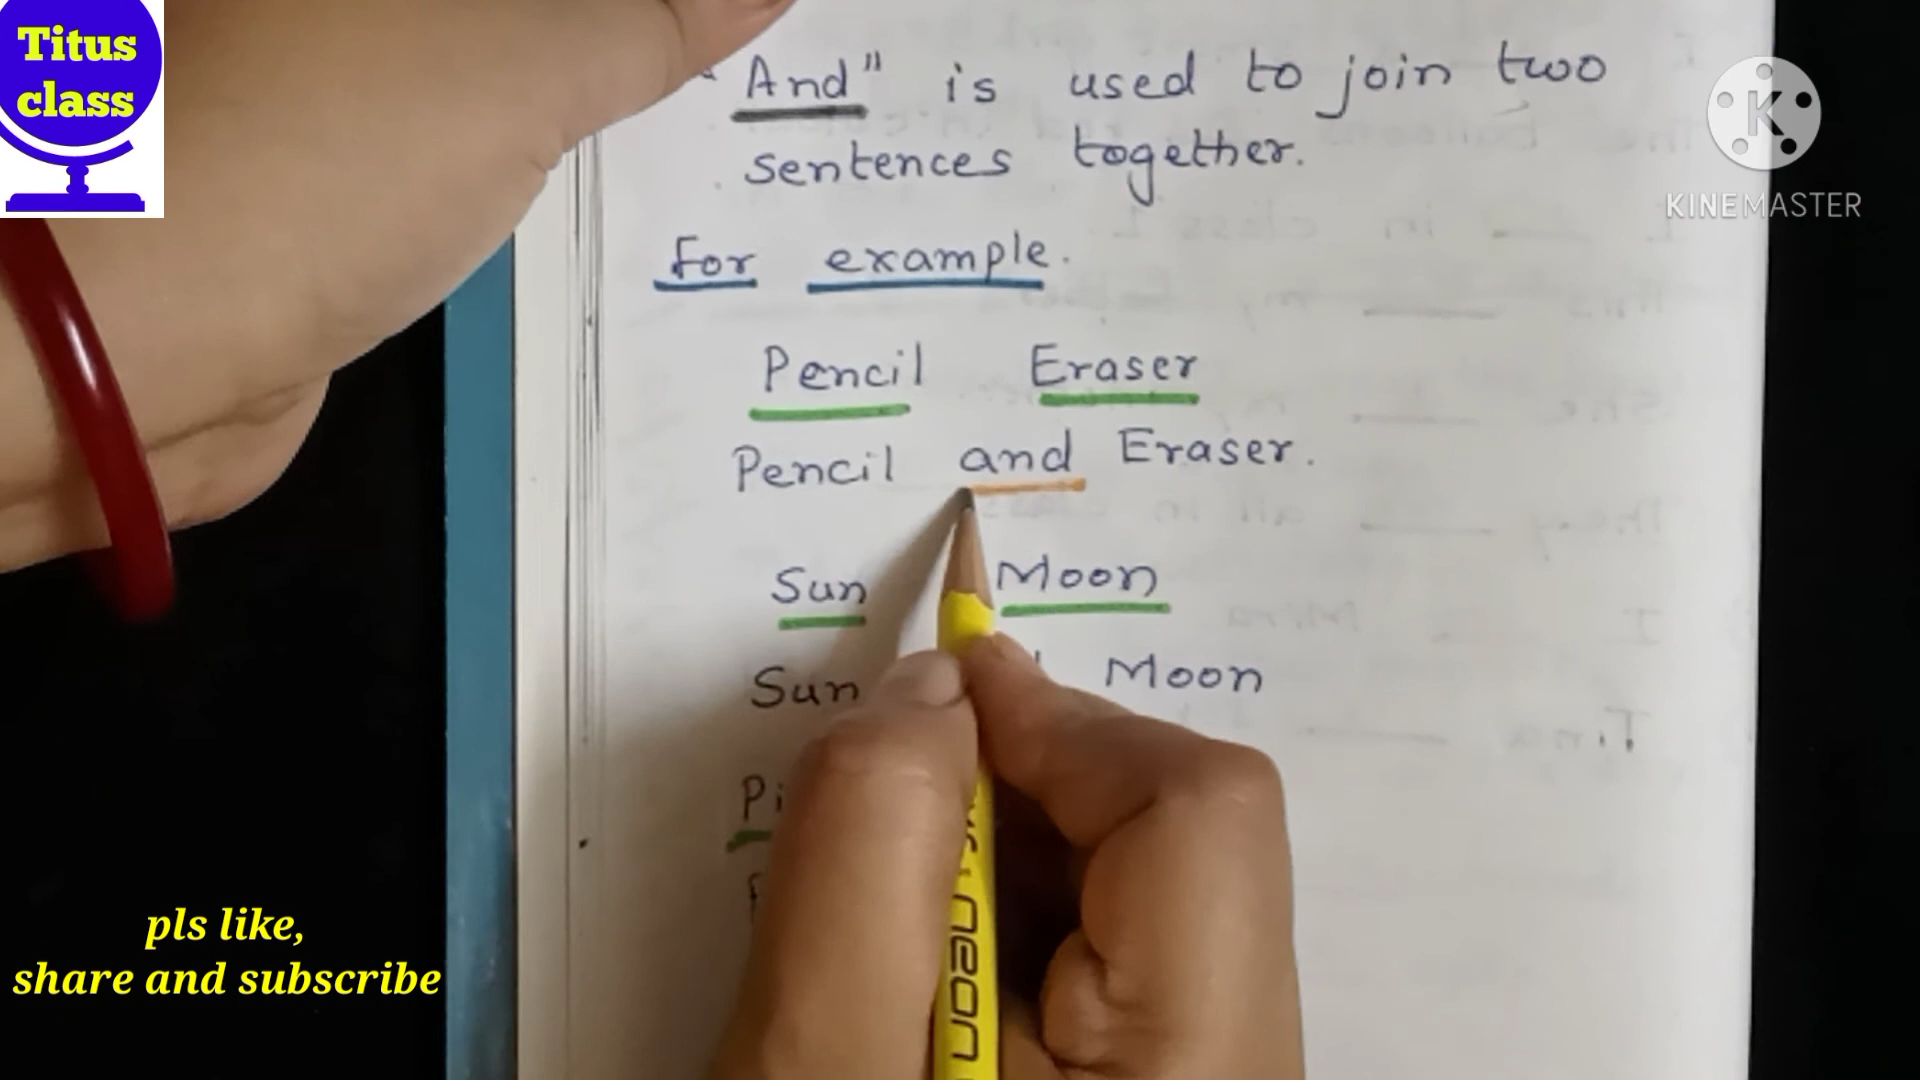 Titus
class
"And" is used to join two
sentences together.
For example.
Pencil Eraser
Pencil and Eraser.
Sun Moon
Sun Moon
KINEMASTER
neon
pls like,
share and subscribe